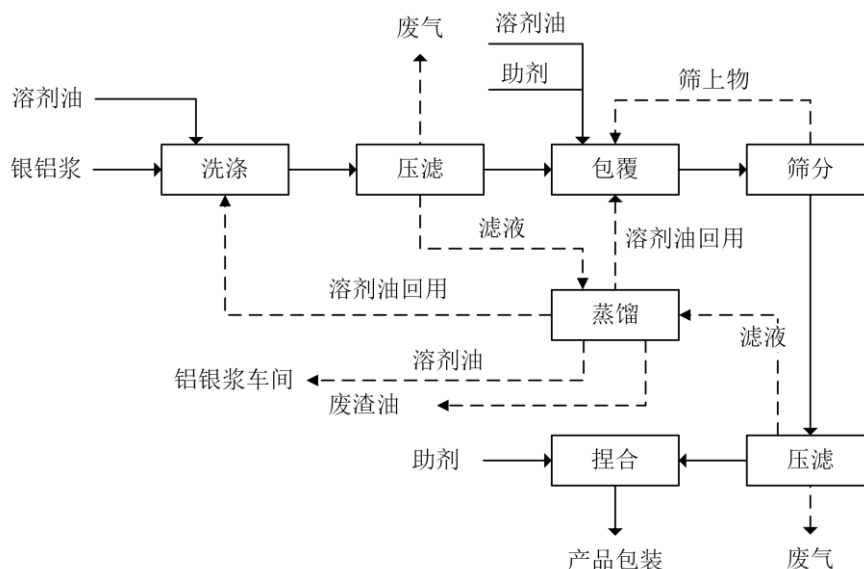 废气
溶剂油
助剂
筛上物
溶剂油
银铝浆
洗涤
压滤
包覆
筛分
滤液
溶剂油回用
溶剂油回用
蒸馏
滤液
溶剂油
铝银浆车间
废渣油
助剂
捏合
压滤
产品包装
废气